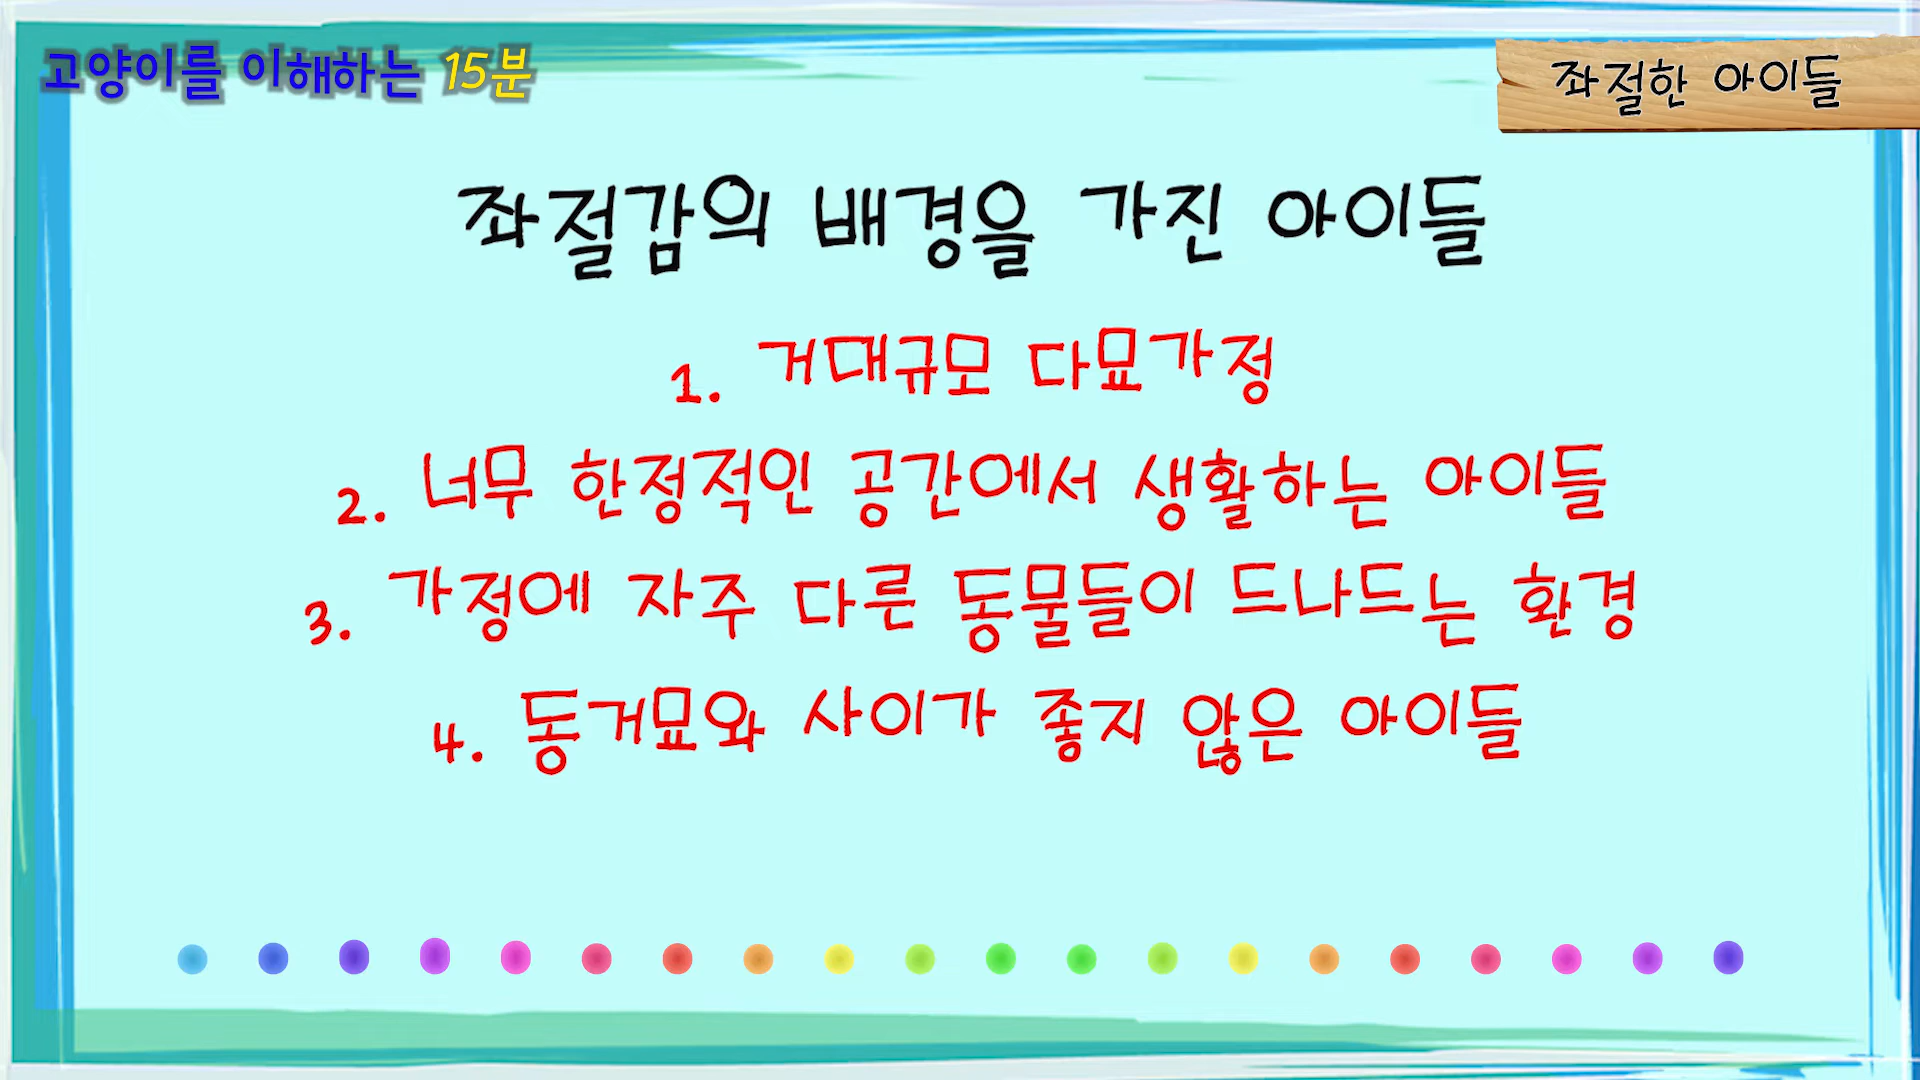 고양이를 이해하는 15분
좌절한 아이들
좌절감의 배경을 가진 아이들
1. 거대규모 다묘가정
2. 너무 한정적인 공간에서 생활하는 아이들
3. 가정에 자주 다른 동물들이 드나드는 환경
4. 동거묘와 사이가 좋지 않은 아이들